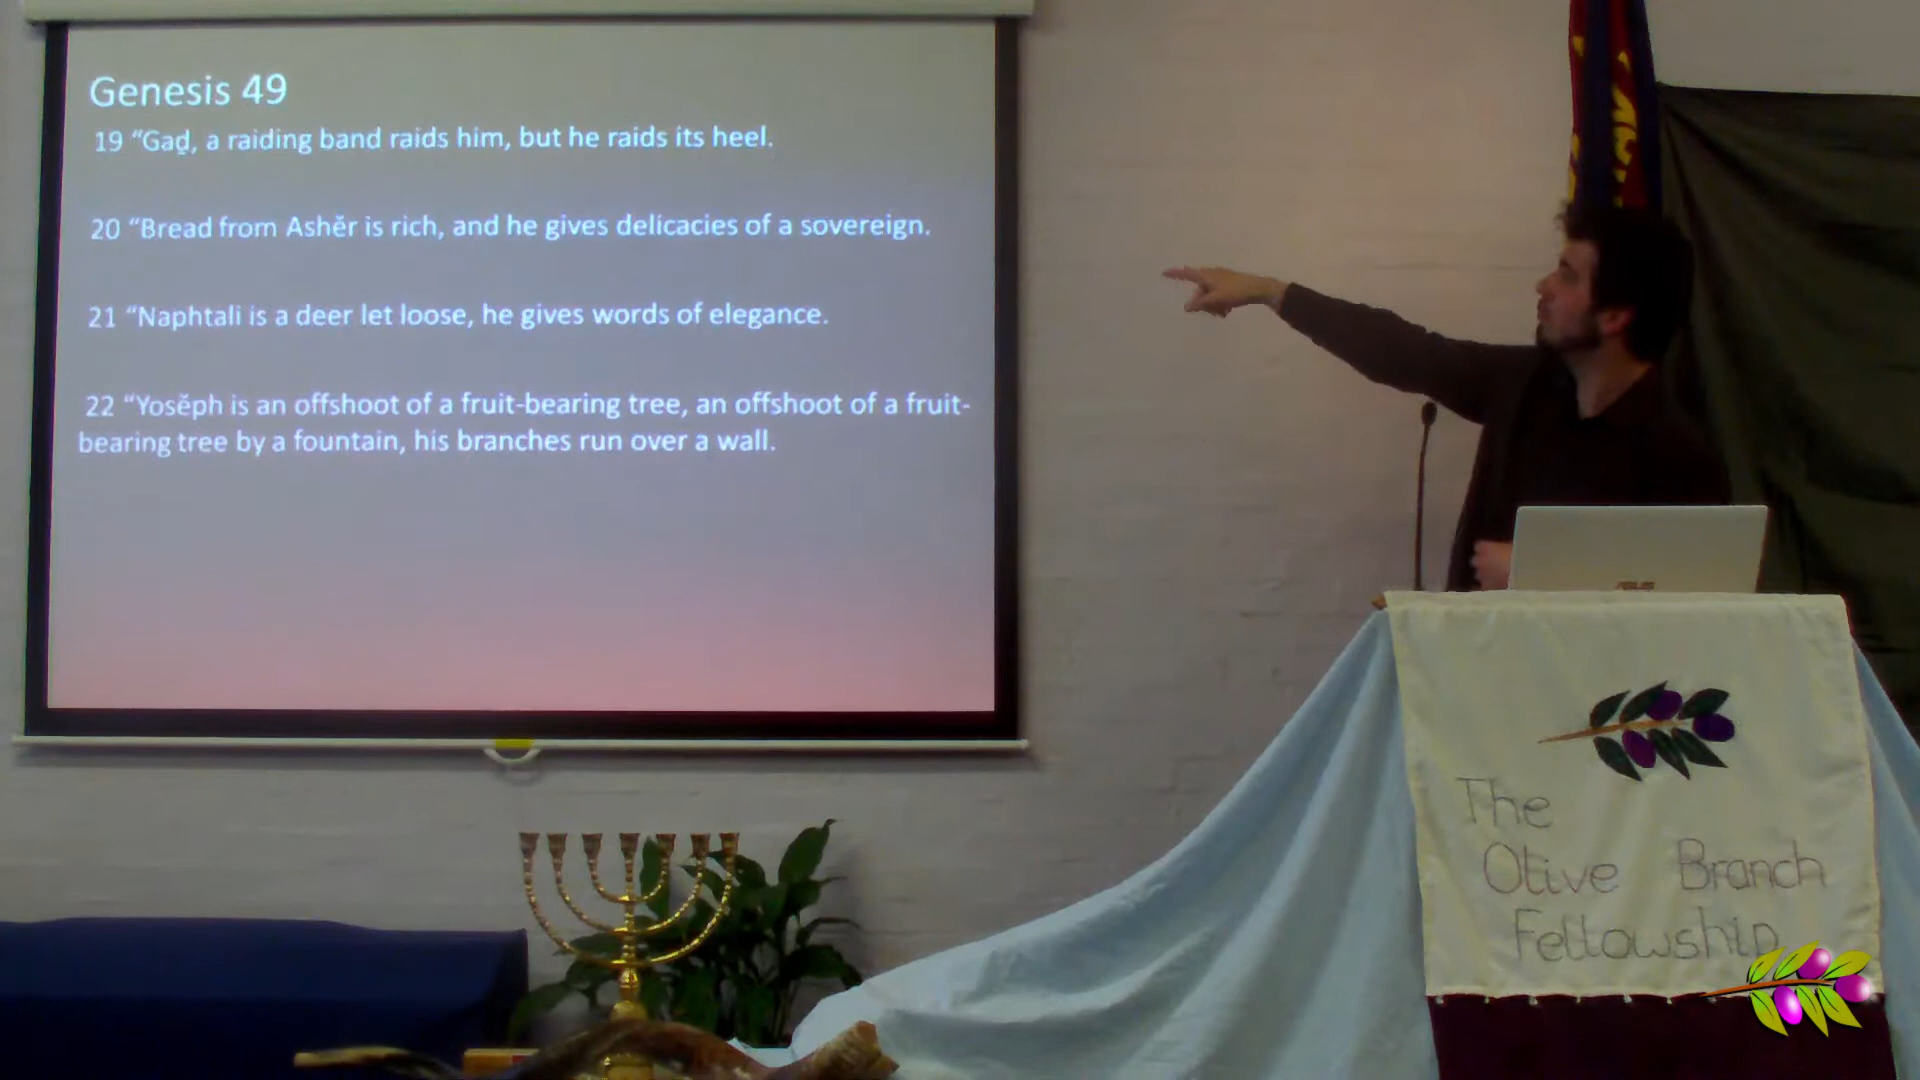 Genesis 49
19 “Gaḏ, a raiding band raids him, but he raids its heel.
20 “Bread from Ashĕr is rich, and he gives delicacies of a sovereign.
21 “Naphtali is a deer let loose, he gives words of elegance.
22 “Yosĕph is an offshoot of a fruit-bearing tree, an offshoot of a fruit-
bearing tree by a fountain, his branches run over a wall.
ASUS
The
Olive Branch
Fellowship